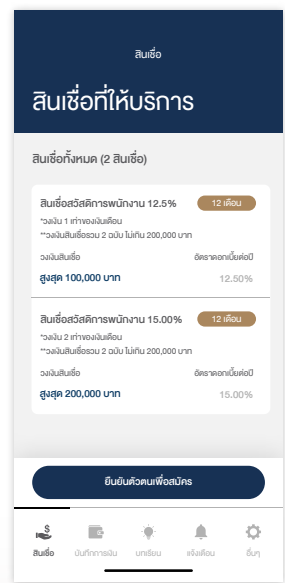 สินเชื่อ
สินเชื่อที่ให้บริการ
สินเชื่อทั้งหมด (2 สินเชื่อ)
สินเชื่อสวัสดิการพนักงาน 12.5% 12 เดือน
*วงเงิน 1 เท่าของเงินเดือน
**วงเงินสินเชื่อรวม 2 ฉบับ ไม่เกิน 200,000 บาท
วงเงินสินเชื่อ อัตราดอกเบี้ยต่อปี
สูงสุด 100,000 บาท 12.50%
สินเชื่อสวัสดิการพนักงาน 15.00% 12 เดือน
*วงเงิน 2 เท่าของเงินเดือน
**วงเงินสินเชื่อรวม 2 ฉบับ ไม่เกิน 200,000 บาท
วงเงินสินเชื่อ อัตราดอกเบี้ยต่อปี
สูงสุด 200,000 บาท 15.00%
ยืนยันตัวตนเพื่อสมัคร
สินเชื่อ บันทึกการเงิน บทเรียน แจ้งเตือน อื่นๆ